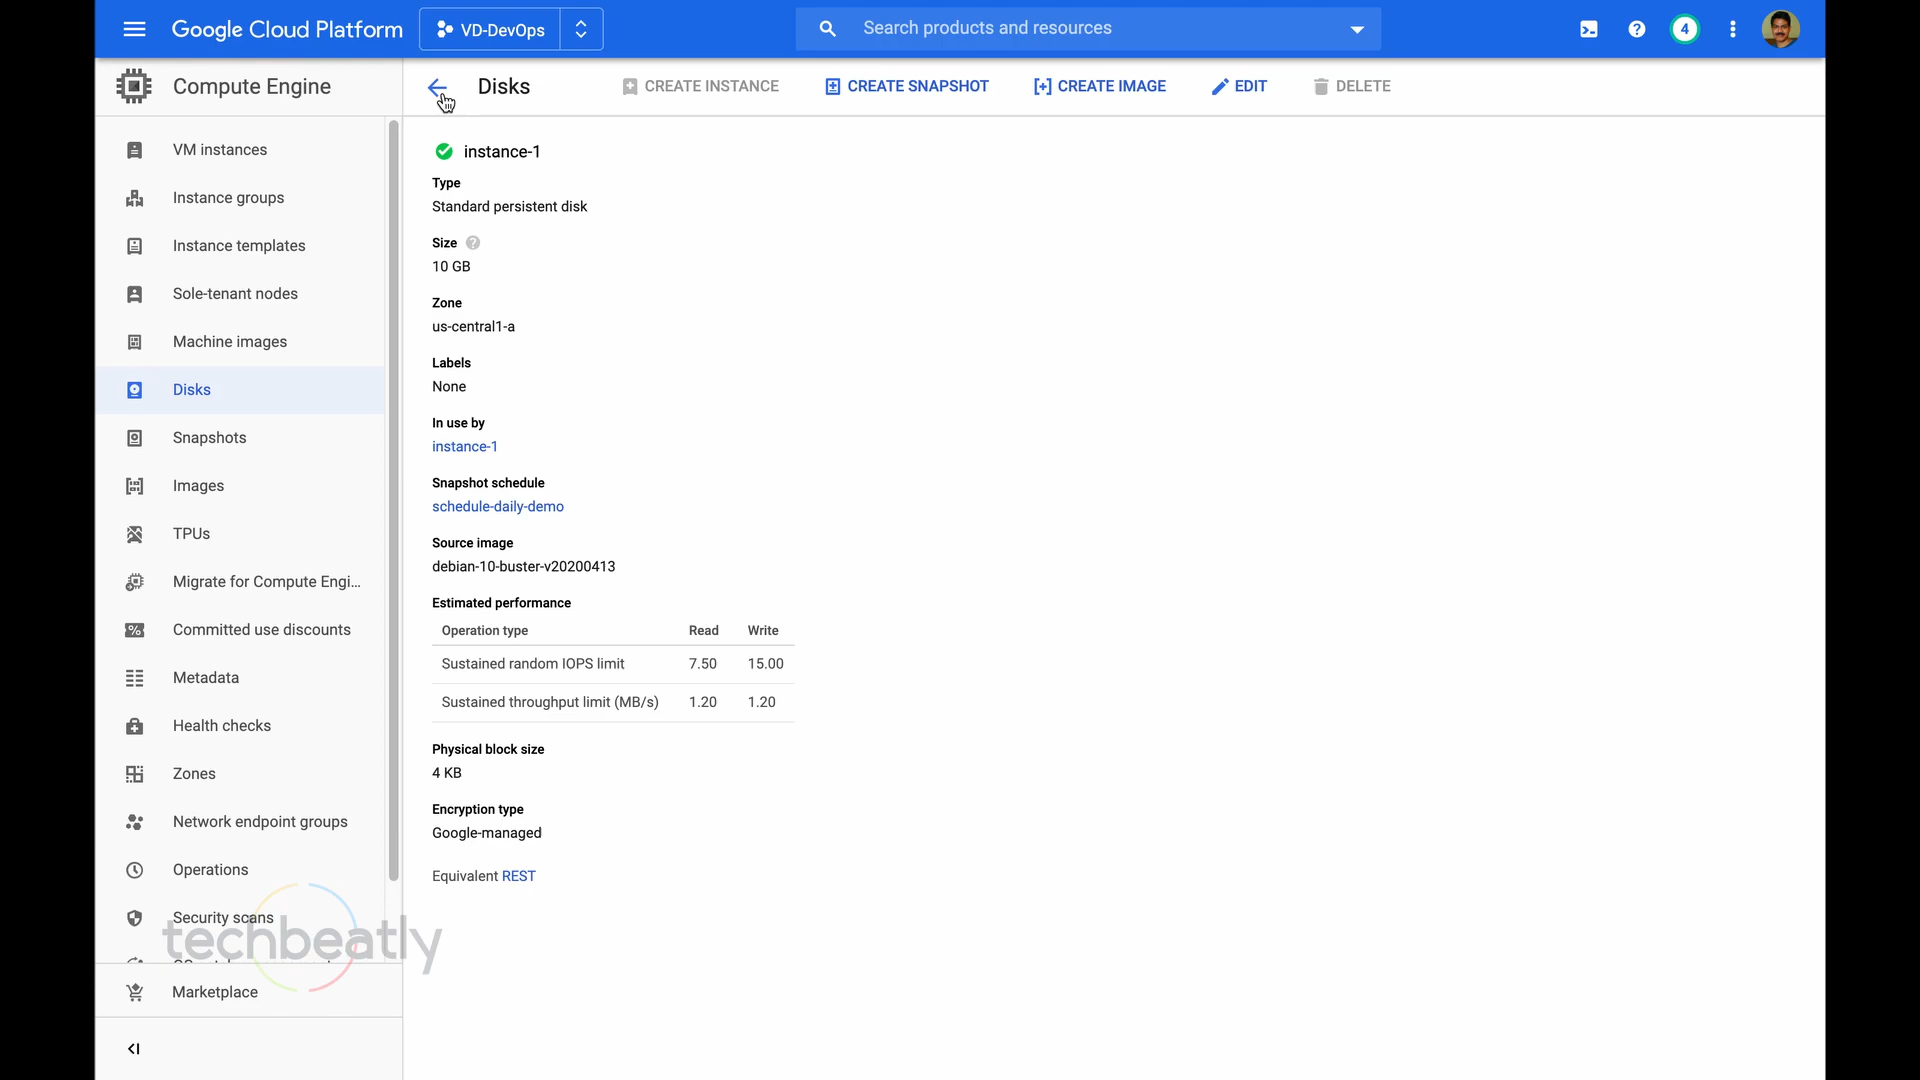 Google Cloud Platform
VD-DevOps
Search products and resources
4
Compute Engine
Disks
CREATE INSTANCE
CREATE SNAPSHOT
CREATE IMAGE
EDIT
DELETE
VM instances
Instance groups
Instance templates
Sole-tenant nodes
Machine images
Disks
Snapshots
Images
TPUs
Migrate for Compute Engi...
Committed use discounts
Metadata
Health checks
Zones
Network endpoint groups
Operations
Security scans
Marketplace
techbeatly
instance-1
Type
Standard persistent disk
Size
10 GB
Zone
us-central1-a
Labels
None
In use by
instance-1
Snapshot schedule
schedule-daily-demo
Source image
debian-10-buster-v20200413
Estimated performance
Operation type Read Write
Sustained random IOPS limit 7.50 15.00
Sustained throughput limit (MB/s) 1.20 1.20
Physical block size
4 KB
Encryption type
Google-managed
Equivalent REST